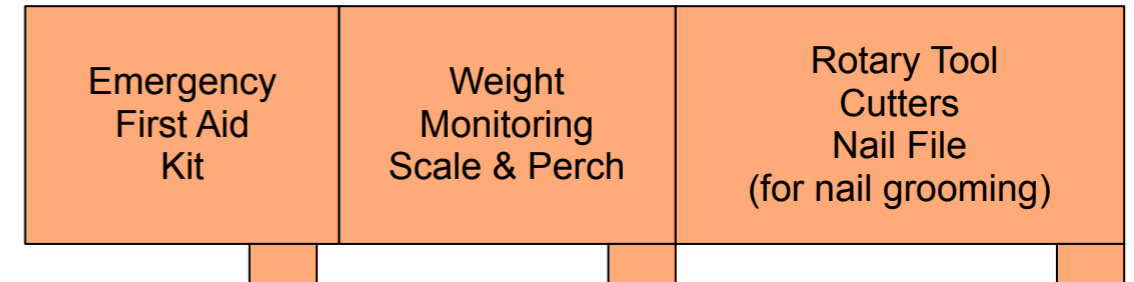 Emergency
First Aid
Kit
Weight
Monitoring
Scale & Perch
Rotary Tool
Cutters
Nail File
(for nail grooming)